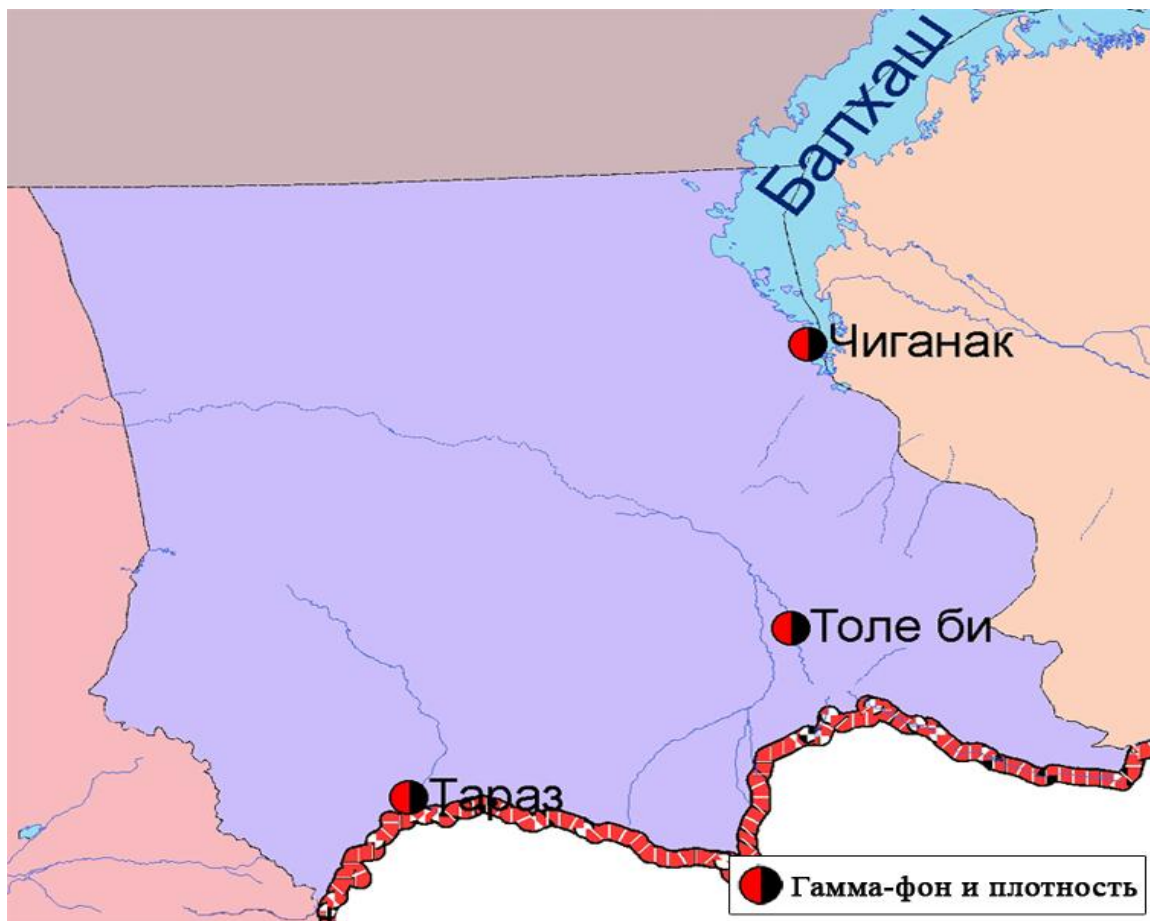 Балхаш
Чиганак
Толе би
Тараз
Гамма-фон и плотность